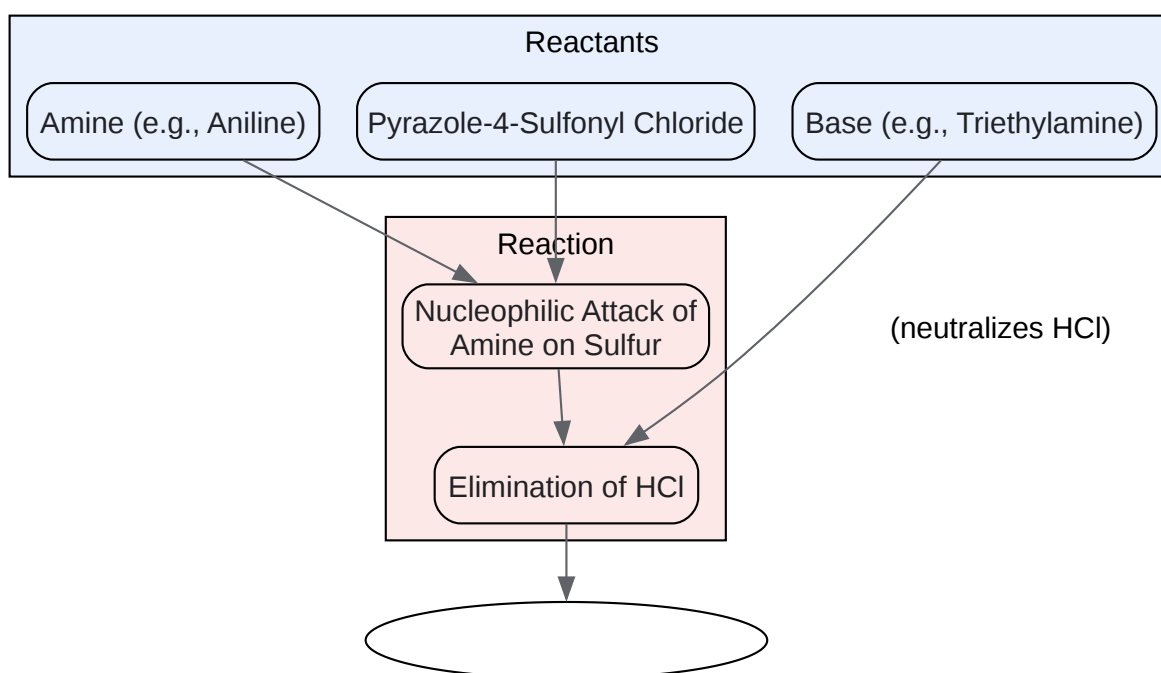 Reactants
Amine (e.g., Aniline)
Pyrazole-4-Sulfonyl Chloride
Base (e.g., Triethylamine)
Reaction
Nucleophilic Attack of
Amine on Sulfur
(neutralizes HCl)
Elimination of HCl